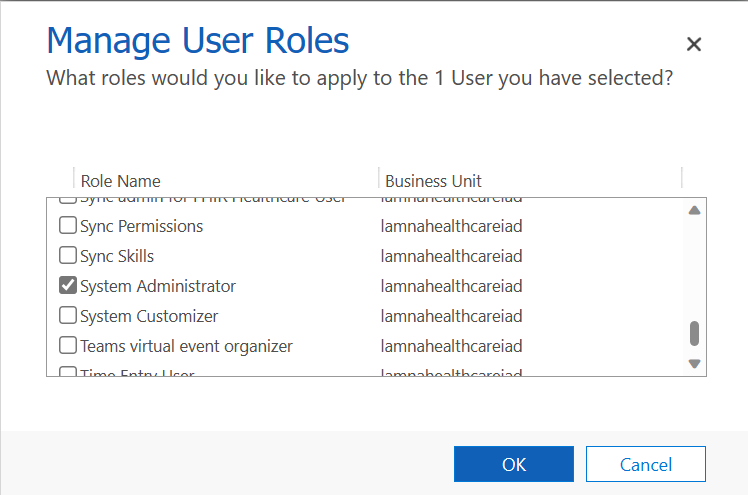 Manage User Roles
What roles would you like to apply to the 1 User you have selected?
Role Name Business Unit
Sync admin for FHIR Healthcare User lamnahealthcareiad
Sync Permissions lamnahealthcareiad
Sync Skills lamnahealthcareiad
System Administrator lamnahealthcareiad
System Customizer lamnahealthcareiad
Teams virtual event organizer lamnahealthcareiad
Time Entry User lamnahealthcareiad
OK Cancel